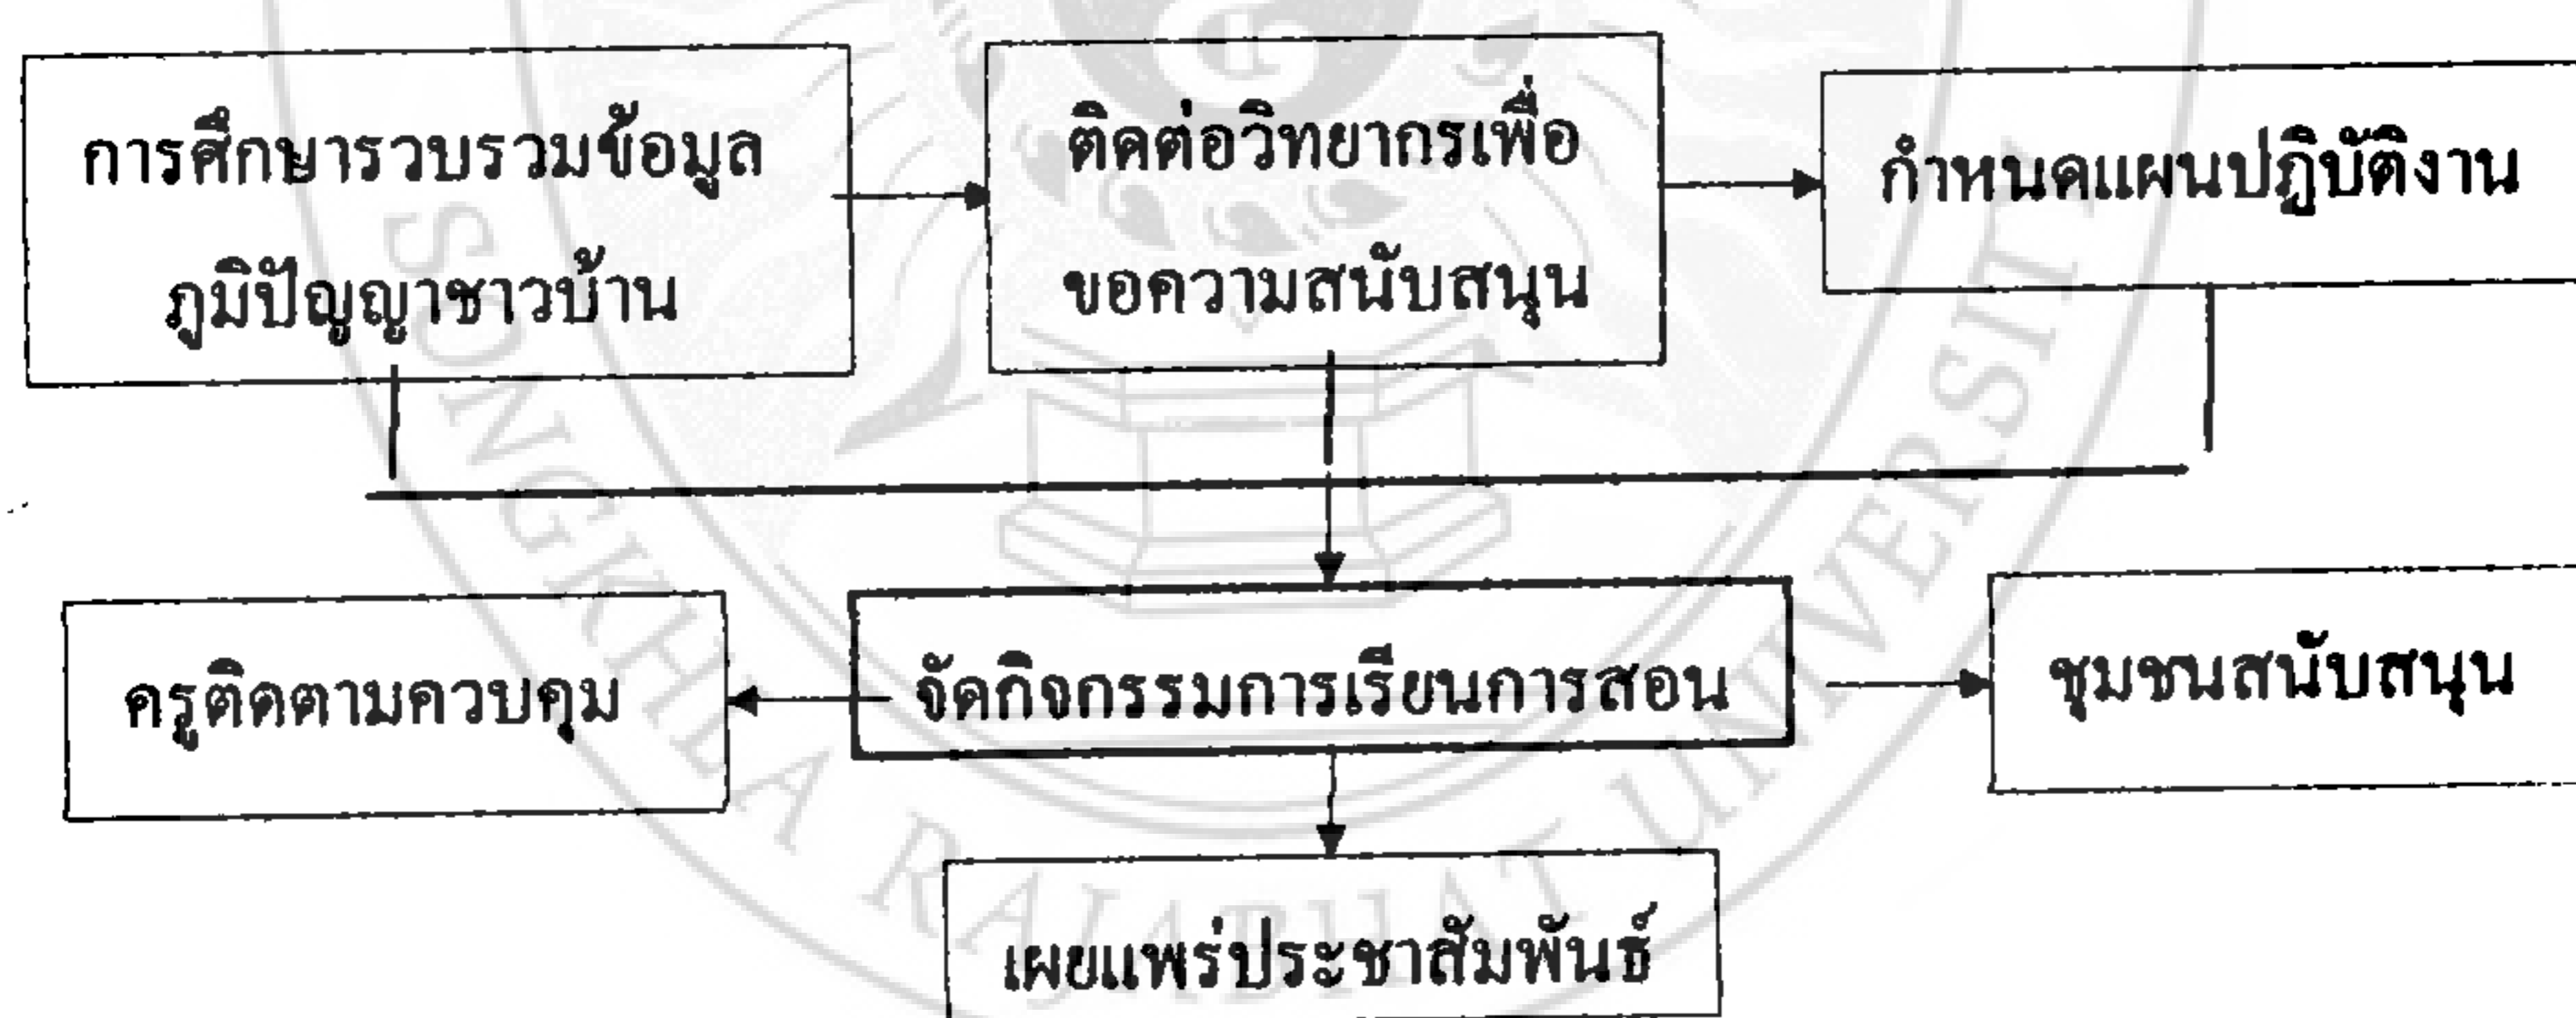 การศึกษารวบรวมข้อมูล
ภูมิปัญญาชาวบ้าน
ติดต่อวิทยากรเพื่อ
ขอความสนับสนุน
กำหนดแผนปฏิบัติงาน
ครูติดตามควบคุม
จัดกิจกรรมการเรียนการสอน
ชุมชนสนับสนุน
เผยแพร่ประชาสัมพันธ์
SONGKHLA RAJABHAT UNIVERSITY